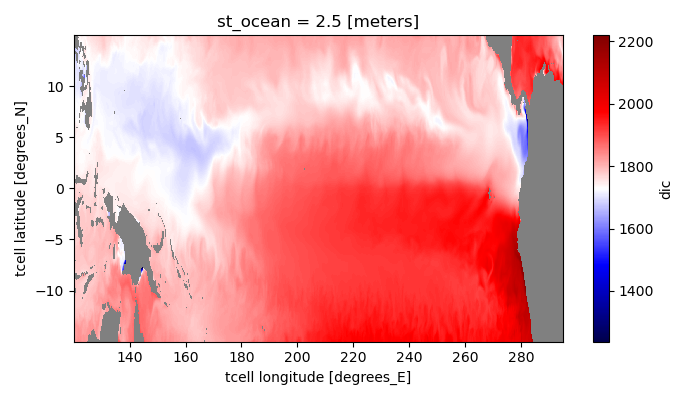 st_ocean = 2.5 [meters]
10
5
0
−5
−10
tcell latitude [degrees_N]
140 160 180 200 220 240 260 280
tcell longitude [degrees_E]
2200
2000
1800
1600
1400
dic